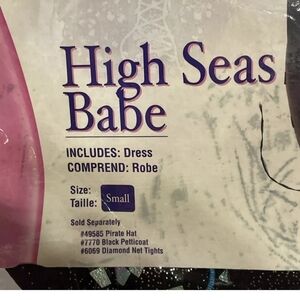 High Seas
Babe
INCLUDES: Dress
COMPREND: Robe
Size:
Taille: Small
Sold Separately
#49585 Pirate Hat
#7770 Black Petticoat
#6069 Diamond Net Tights